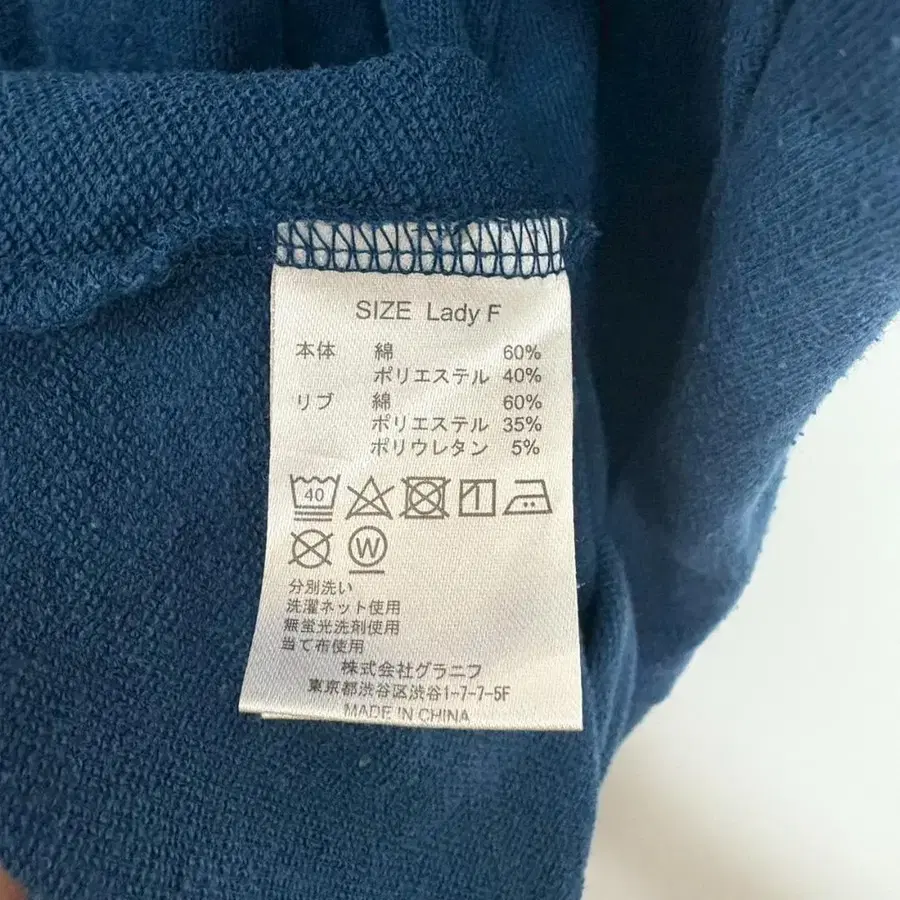 SIZE Lady F
本体 綿 60%
ポリエステル 40%
リブ 綿 60%
ポリエステル 35%
ポリウレタン 5%
40
W
分別洗い
洗濯ネット使用
無蛍光洗剤使用
当て布使用
株式会社グラニフ
東京都渋谷区渋谷1-7-7-5F
MADE IN CHINA